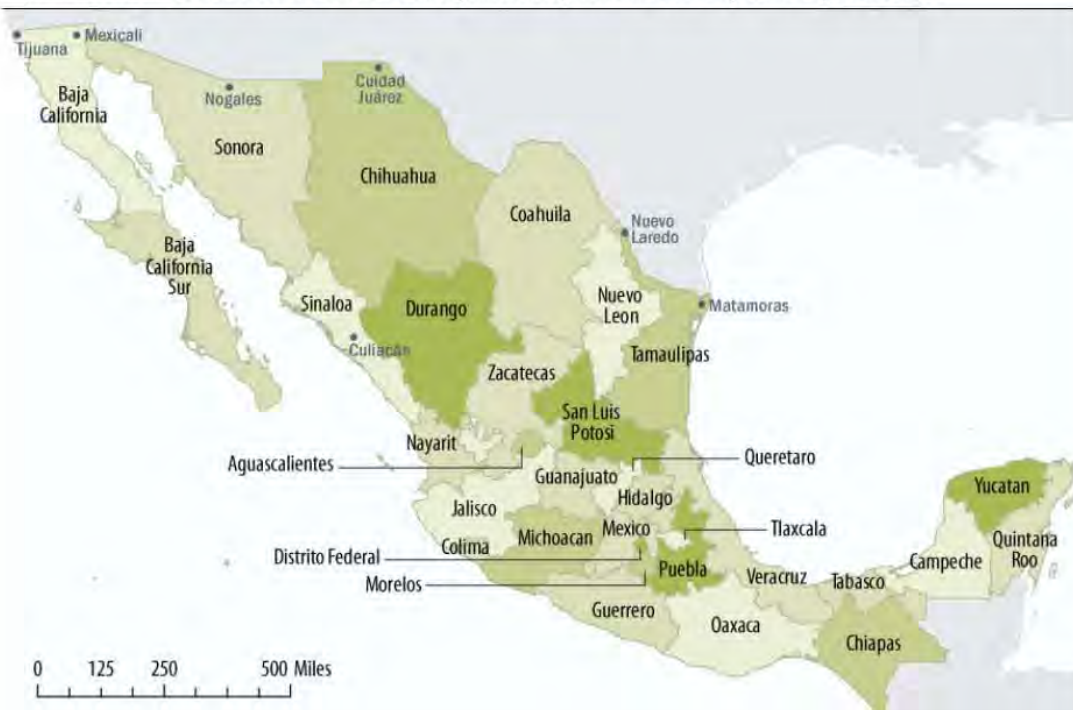 Tijuana
Mexicali
Nogales
Cuidad
Juárez
Baja
California
Sonora
Chihuahua
Coahuila
Nuevo
Laredo
Baja
California
Sur
Sinaloa
Durango
Nuevo
Leon
Matamoras
Culiacán
Tamaulipas
Zacatecas
San Luis
Potosi
Nayarit
Aguascalientes
Queretaro
Guanajuato
Yucatan
Jalisco
Hidalgo
Colima
Michoacan
Mexico
Tlaxcala
Quintana
Roo
Distrito Federal
Campeche
Puebla
Veracruz
Tabasco
Morelos
Guerrero
Oaxaca
Chiapas
0 125 250 500 Miles